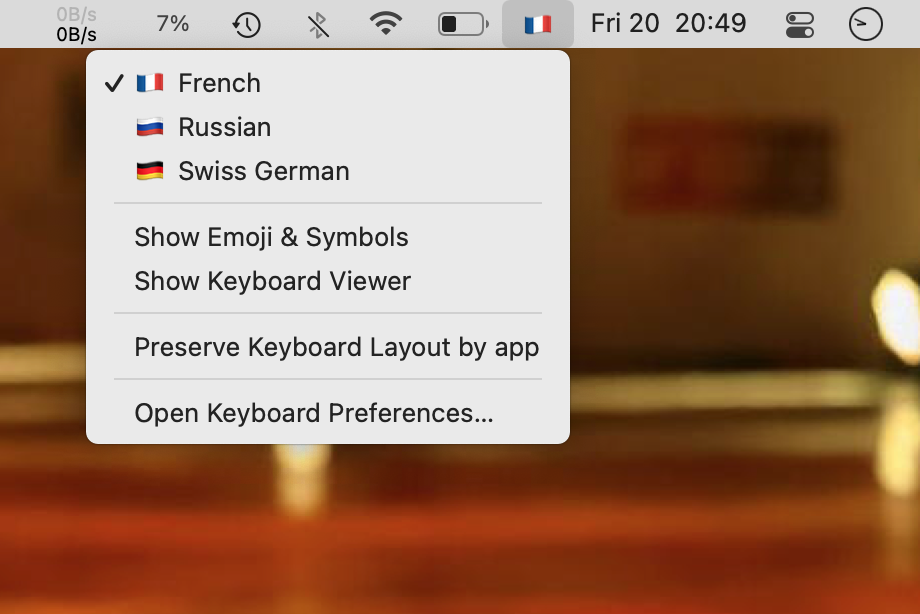 0B/s
0B/s
7%
Fri 20 20:49
French
Russian
Swiss German
Show Emoji & Symbols
Show Keyboard Viewer
Preserve Keyboard Layout by app
Open Keyboard Preferences...